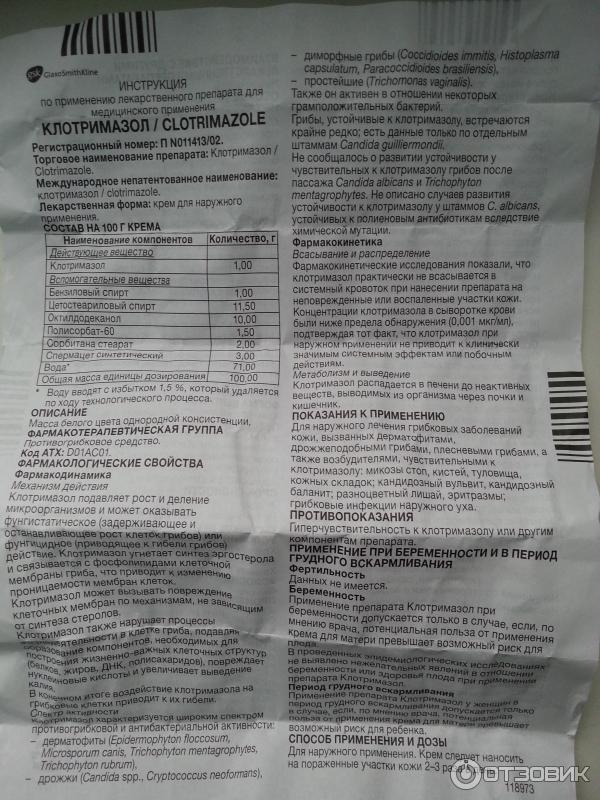 gsk GlaxoSmithKline
ИНСТРУКЦИЯ
по применению лекарственного препарата для
медицинского применения
КЛОТРИМАЗОЛ / CLOTRIMAZOLE
Регистрационный номер: П N011413/02.
Торговое наименование препарата: Клотримазол /
Clotrimazole.
Международное непатентованное наименование:
клотримазол / clotrimazole.
Лекарственная форма: крем для наружного
применения.
СОСТАВ НА 100 Г КРЕМА
Наименование компонентов Количество, г
Действующее вещество
Клотримазол 1,00
Вспомогательные вещества
Бензиловый спирт 1,00
Цетостеариловый спирт 11,50
Октилдодеканол 10,00
Полисорбат-60 1,50
Сорбитана стеарат 2,00
Спермацет синтетический 3,00
Вода* 71,00
Общая масса единицы дозирования 100,00
* Воду вводят с избытком 1,5 %, который удаляется
по ходу технологического процесса.
ОПИСАНИЕ
Масса белого цвета однородной консистенции.
ФАРМАКОТЕРАПЕВТИЧЕСКАЯ ГРУППА
Противогрибковое средство.
Код АТХ: D01AC01.
ФАРМАКОЛОГИЧЕСКИЕ СВОЙСТВА
Фармакодинамика
Механизм действия
Клотримазол подавляет рост и деление
микроорганизмов и может оказывать
фунгистатическое (задерживающее и
останавливающее рост клеток грибов) или
фунгицидное (приводящее к гибели грибов)
действие. Клотримазол угнетает синтез эргостерола
и связывается с фосфолипидами клеточной
мембраны гриба, что приводит к изменению
проницаемости мембран клеток.
Клотримазол может вызывать повреждение
клеточных мембран по механизмам, не зависящим
от синтеза стеролов.
Клотримазол также нарушает процессы
жизнедеятельности в клетке гриба, подавляя
образование компонентов, необходимых для
построения жизненно-важных клеточных структур
(белков, жиров, ДНК, полисахаридов), повреждает
нуклеиновые кислоты и увеличивает выведение
калия.
В конечном итоге воздействие клотримазола на
грибковые клетки приводит к их гибели.
Спектр активности
Клотримазол характеризуется широким спектром
противогрибковой и антибактериальной активности:
– дерматофиты (Epidermophyton floccosum,
Microsporum canis, Trichophyton mentagrophytes,
Trichophyton rubrum),
– дрожжи (Candida spp., Cryptococcus neoformans),
– диморфные грибы (Coccidioides immitis, Histoplasma
capsulatum, Paracoccidioides brasiliensis),
– простейшие (Trichomonas vaginalis).
Также он активен в отношении некоторых
грамположительных бактерий.
Грибы, устойчивые к клотримазолу, встречаются
крайне редко; есть данные только по отдельным
штаммам Candida guilliermondii.
Не сообщалось о развитии устойчивости у
чувствительных к клотримазолу грибов после
пассажа Candida albicans и Trichophyton
mentagrophytes. Не описано случаев развития
устойчивости к клотримазолу у штаммов C. albicans,
устойчивых к полиеновым антибиотикам вследствие
химической мутации.
Фармакокинетика
Всасывание и распределение
Фармакокинетические исследования показали, что
клотримазол практически не всасывается в
системный кровоток при нанесении препарата на
неповрежденные или воспаленные участки кожи.
Концентрации клотримазола в сыворотке крови
были ниже предела обнаружения (0,001 мкг/мл),
подтверждая тот факт, что клотримазол при
наружном применении не приводит к клинически
значимым системным эффектам или побочным
действиям.
Метаболизм и выведение
Клотримазол распадается в печени до неактивных
веществ, выводимых из организма через почки и
кишечник.
ПОКАЗАНИЯ К ПРИМЕНЕНИЮ
Для наружного лечения грибковых заболеваний
кожи, вызванных дерматофитами,
дрожжеподобными грибами, плесневыми грибами, а
также возбудителями, чувствительными к
клотримазолу: микозы стоп, кистей, туловища,
кожных складок; кандидозный вульвит, кандидозный
баланит; разноцветный лишай, эритразмы;
грибковые инфекции наружного уха.
ПРОТИВОПОКАЗАНИЯ
Гиперчувствительность к клотримазолу или другим
компонентам препарата.
ПРИМЕНЕНИЕ ПРИ БЕРЕМЕННОСТИ И В ПЕРИОД
ГРУДНОГО ВСКАРМЛИВАНИЯ
Фертильность
Данных не имеется.
Беременность
Применение препарата Клотримазол при
беременности допускается только в случае, если, по
мнению врача, потенциальная польза от применения
крема для матери превышает возможный риск для
плода.
В проведенных эпидемиологических исследованиях
не выявлено нежелательных явлений в отношении
беременности или здоровья плода при применении
препарата Клотримазол.
Период грудного вскармливания
Применение препарата Клотримазол у женщин в
период грудного вскармливания допускается только
в случае, если, по мнению врача, потенциальная
польза от применения крема для матери превышает
возможный риск для ребенка.
СПОСОБ ПРИМЕНЕНИЯ И ДОЗЫ
Для наружного применения. Крем следует наносить
на пораженные участки кожи 2–3 раза
118973
ОТЗОВИК